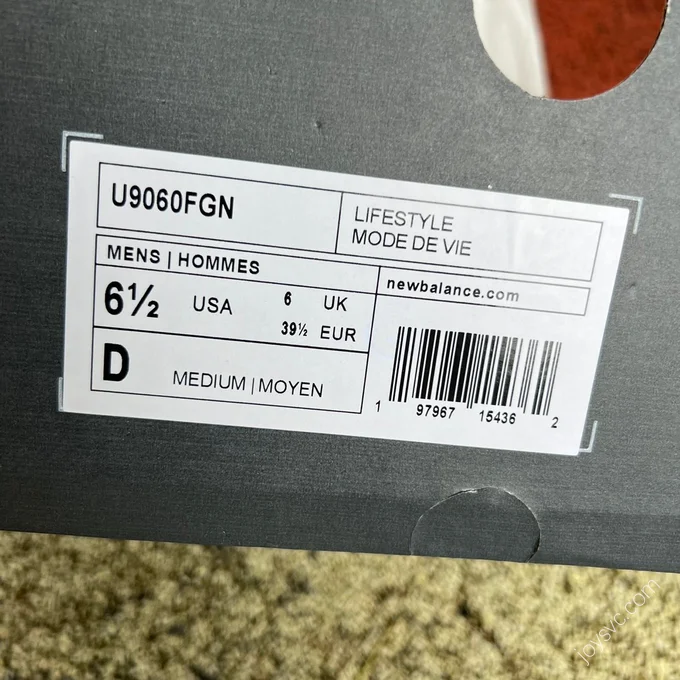 U9060FGN
LIFESTYLE
MODE DE VIE
MENS | HOMMES
6½ USA 6 UK
39½ EUR
D MEDIUM | MOYEN
newbalance.com
1 97967 15436 2
joysvc.com